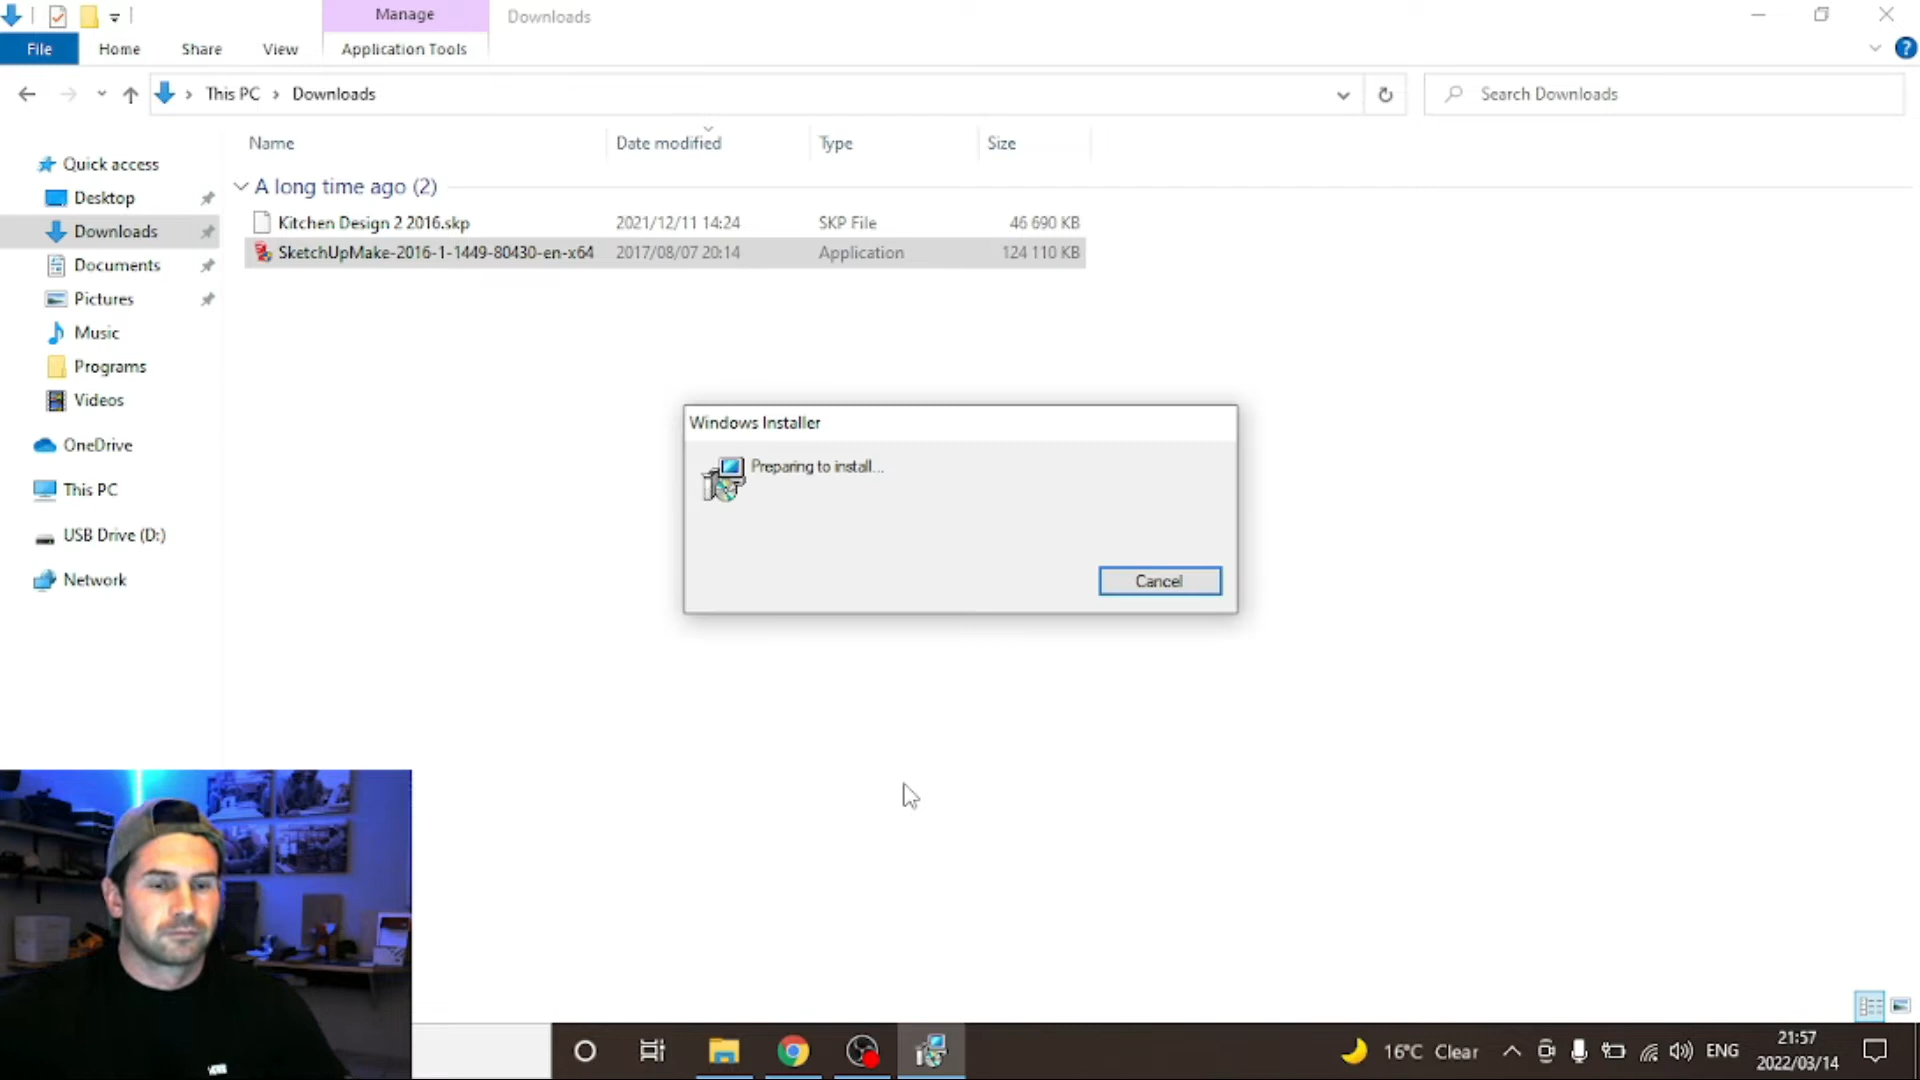 Manage
Downloads
File
Home
Share
View
Application Tools
This PC
Downloads
Search Downloads
Name
Date modified
Type
Size
Quick access
Desktop
Downloads
Documents
Pictures
Music
Programs
Videos
OneDrive
This PC
USB Drive (D:)
Network
A long time ago (2)
Kitchen Design 2 2016.skp 2021/12/11 14:24 SKP File 46 690 KB
SketchUpMake-2016-1-1449-80430-en-x64 2017/08/07 20:14 Application 124 110 KB
Windows Installer
Preparing to install...
Cancel
16°C Clear
ENG
21:57
2022/03/14